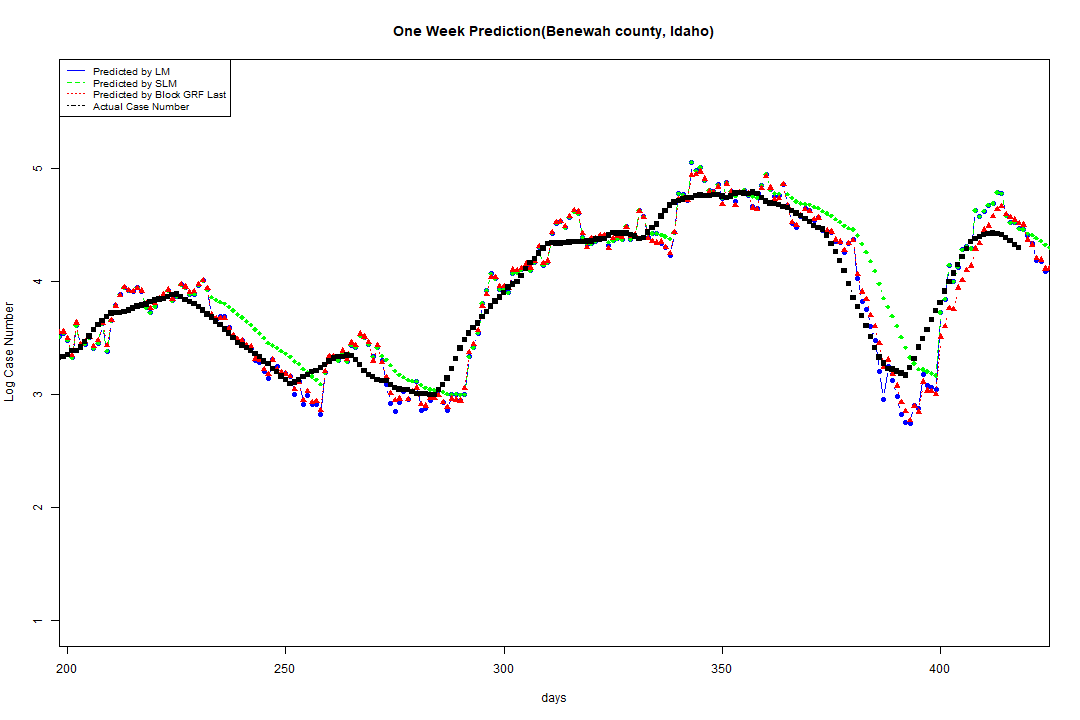 One Week Prediction(Benewah county, Idaho)
Predicted by LM
Predicted by SLM
Predicted by Block GRF Last
Actual Case Number
5
4
3
2
1
Log Case Number
200 250 300 350 400
days